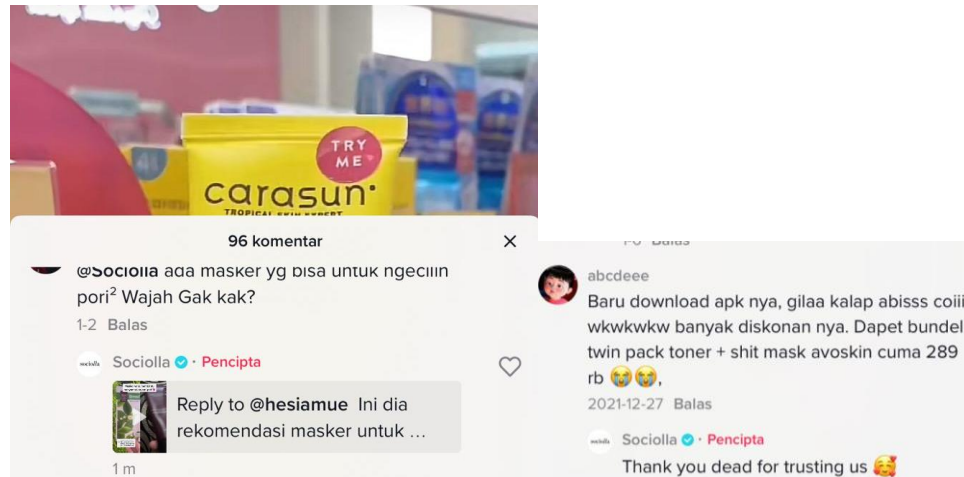 TRY
ME
carasun
TROPICAL SKIN EXPERT
96 komentar
@Sociolla ada masker yg bisa untuk ngecilin
pori² Wajah Gak kak?
1-2 Balas
sociolla
Sociolla · Pencipta
Reply to @hesiamue Ini dia
rekomendasi masker untuk ...
1 m
Balas
abcdeee
Baru download apk nya, gilaa kalap abisss coiii
wkwkwkw banyak diskonan nya. Dapet bundel
twin pack toner + shit mask avoskin cuma 289
rb 😭😭,
2021-12-27 Balas
sociolla
Sociolla · Pencipta
Thank you dead for trusting us 🥰